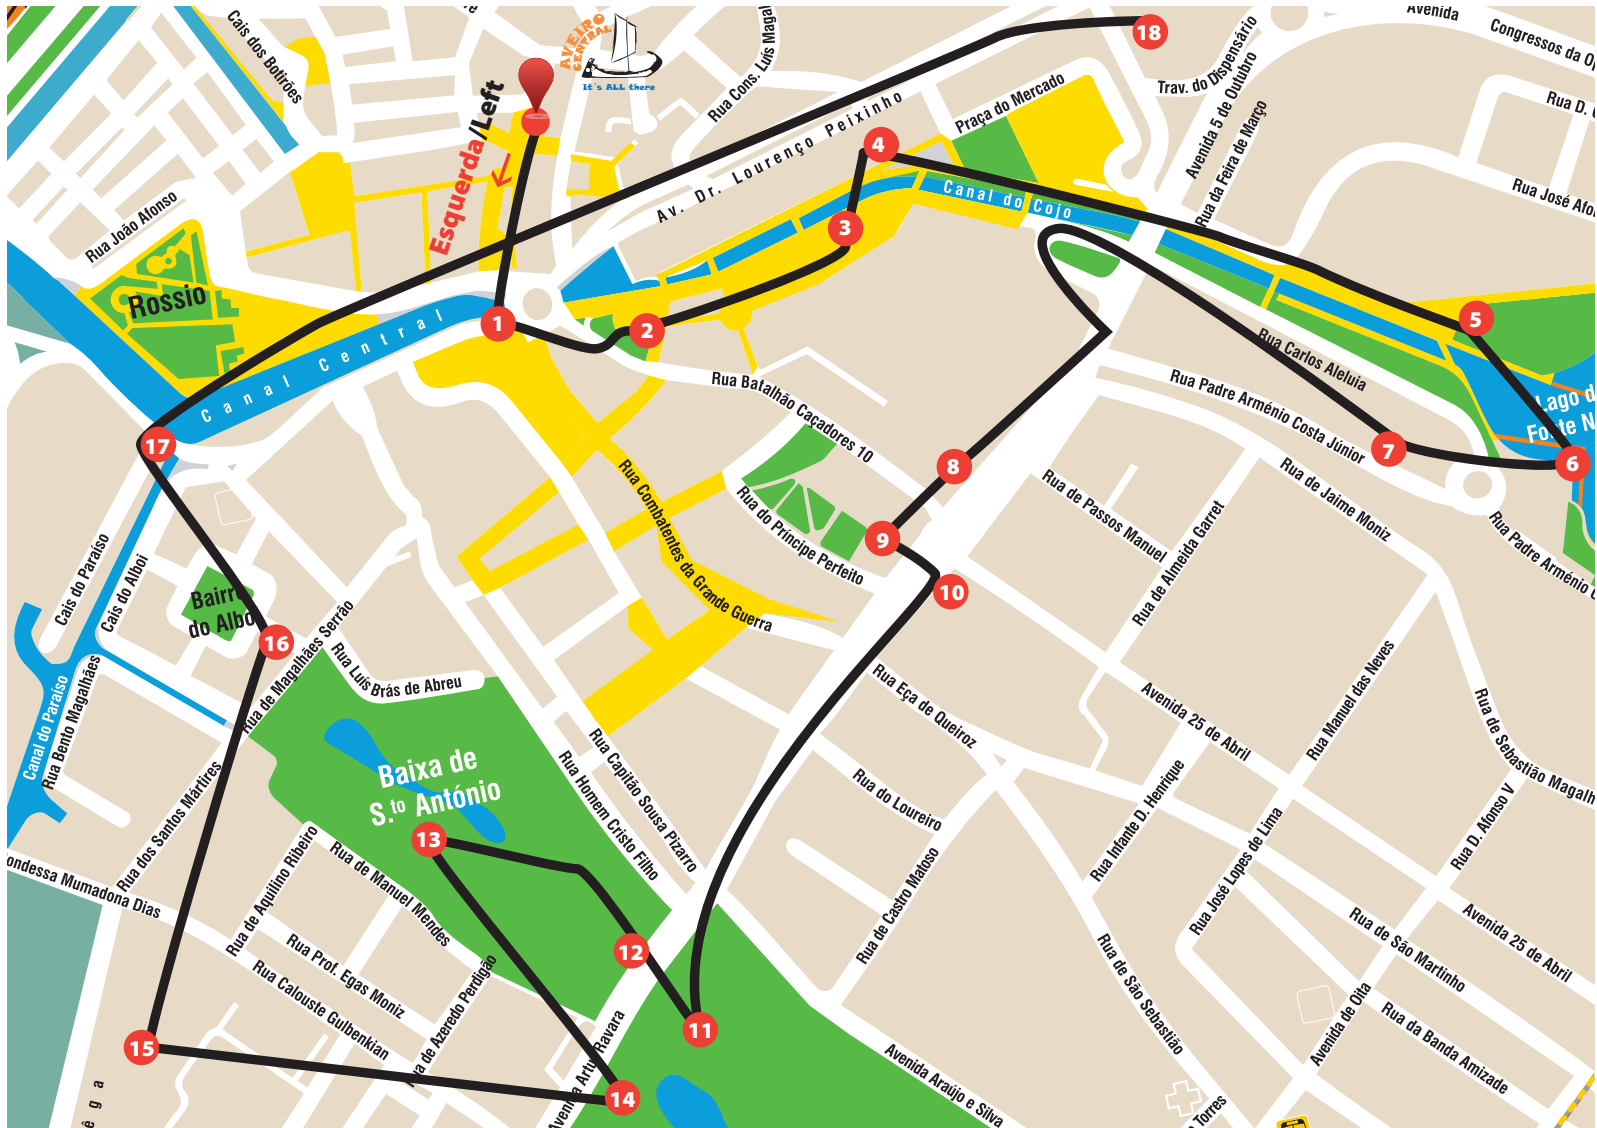 Cais dos Botirões
AVEIRO
CENTRAL
It´s ALL there
Rua Cons. Luís Magal
18
Avenida
Congressos da Op
Trav. do Dispensário
Avenida 5 de Outubro
Rua da Feira de Março
Rua D.
Rua José Afo
Esquerda/Left
Av. Dr. Lourenço Peixinho
Praça do Mercado
4
Canal do Cojo
3
Rua João Afonso
Rossio
Canal Central
1
2
5
Rua Carlos Aleluia
Lago d
Fonte N
6
7
Rua Padre Arménio Costa Júnior
Rua Batalhão Caçadores 10
8
9
10
17
Rua Combatentes da Grande Guerra
Rua do Príncipe Perfeito
Rua de Passos Manuel
Rua de Almeida Garret
Rua de Jaime Moniz
Rua Padre Arménio C
Cais do Paraíso
Cais do Alboi
Bairro
do Alboi
16
Rua de Magalhães Serrão
Rua Luís Brás de Abreu
Canal do Paraíso
Rua Bento Magalhães
Rua Eça de Queiroz
Avenida 25 de Abril
Rua Manuel das Neves
Rua de Sebastião Magalh
Baixa de
S.to António
13
Rua Capitão Sousa Pizarro
Rua Homem Cristo Filho
Rua do Loureiro
Rua Infante D. Henrique
Rua José Lopes de Lima
Rua D. Afonso V
Rua dos Santos Mártires
ondessa Mumadona Dias
Rua de Aquilino Ribeiro
Rua de Manuel Mendes
Rua Prof. Egas Moniz
Rua Calouste Gulbenkian
Rua de Azeredo Perdigão
12
11
Rua de Castro Matoso
Rua de São Sebastião
Rua de São Martinho
Avenida 25 de Abril
Avenida de Oita
Rua da Banda Amizade
15
14
Avenida Artur Ravara
Avenida Araújo e Silva
Torres
ê g a